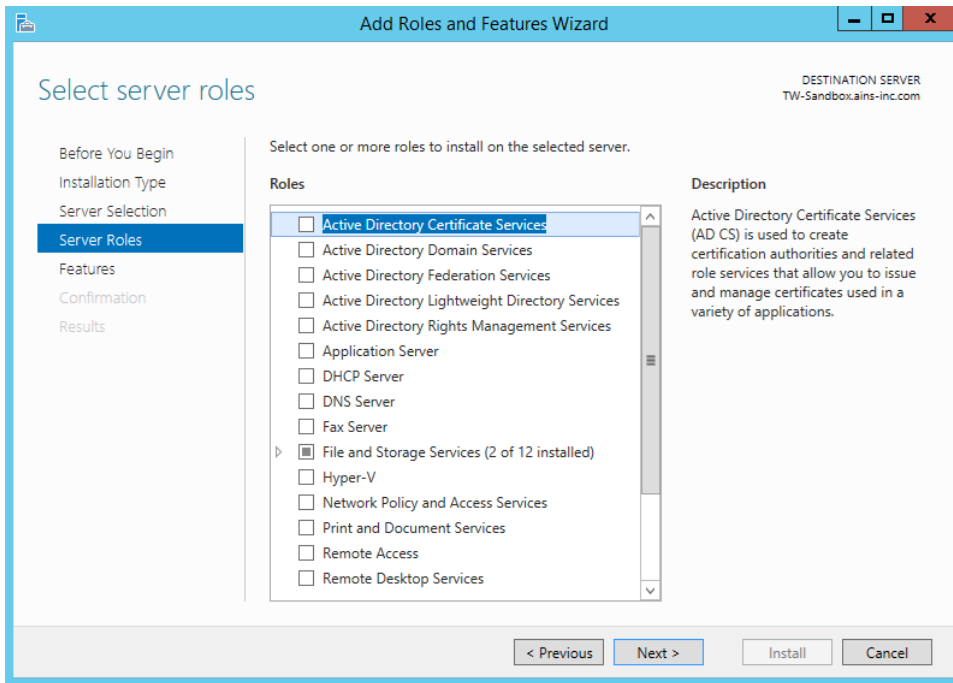 Add Roles and Features Wizard
Select server roles
DESTINATION SERVER
TW-Sandbox.ains-inc.com
Before You Begin
Installation Type
Server Selection
Server Roles
Features
Confirmation
Results
Select one or more roles to install on the selected server.
Roles
Active Directory Certificate Services
Active Directory Domain Services
Active Directory Federation Services
Active Directory Lightweight Directory Services
Active Directory Rights Management Services
Application Server
DHCP Server
DNS Server
Fax Server
File and Storage Services (2 of 12 installed)
Hyper-V
Network Policy and Access Services
Print and Document Services
Remote Access
Remote Desktop Services
Description
Active Directory Certificate Services
(AD CS) is used to create
certification authorities and related
role services that allow you to issue
and manage certificates used in a
variety of applications.
< Previous
Next >
Install
Cancel